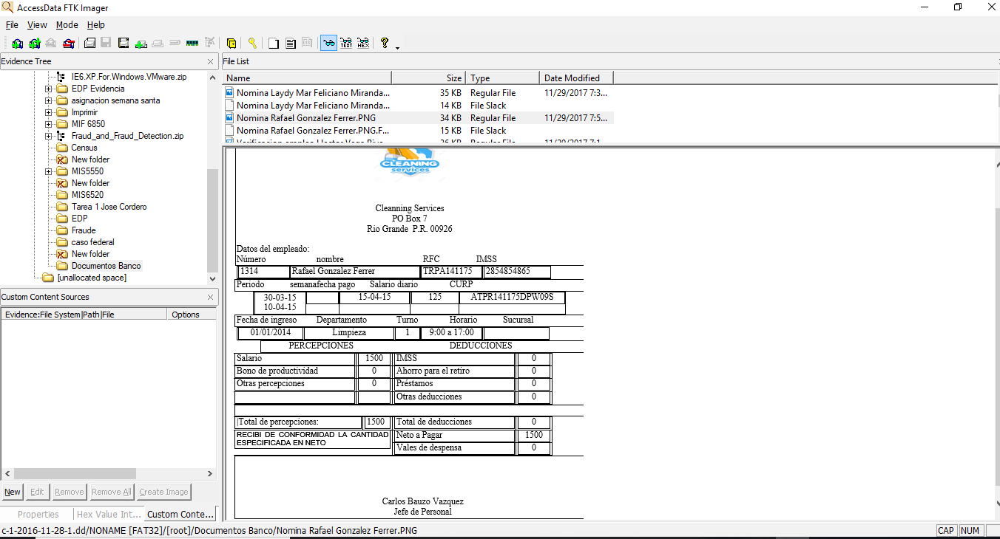 AccessData FTK Imager
File View Mode Help
Evidence Tree
IE6.XP.For.Windows.VMware.zip
EDP Evidencia
asignacion semana santa
Imprimir
MIF 6850
Fraud_and_Fraud_Detection.zip
Census
New folder
MIS5550
New folder
MIS6520
Tarea 1 Jose Cordero
EDP
Fraude
caso federal
New folder
Documentos Banco
[unallocated space]
Custom Content Sources
Evidence:File System|Path|File Options
New Edit Remove Remove All Create Image
Properties Hex Value Int... Custom Conte...
File List
Name Size Type Date Modified
Nomina Laydy Mar Feliciano Miranda... 35 KB Regular File 11/29/2017 7:3...
Nomina Laydy Mar Feliciano Miranda... 14 KB File Slack
Nomina Rafael Gonzalez Ferrer.PNG 34 KB Regular File 11/29/2017 7:5...
Nomina Rafael Gonzalez Ferrer.PNG.F... 15 KB File Slack
CLEANING
services
Cleanning Services
PO Box 7
Rio Grande P.R. 00926
Datos del empleado:
Número nombre RFC IMSS
1314 Rafael Gonzalez Ferrer TRPA141175 2854854865
Periodo semanafecha pago Salario diario CURP
30-03-15 15-04-15 125 ATPR141175DPW09S
10-04-15
Fecha de ingreso Departamento Turno Horario Sucursal
01/01/2014 Limpieza 1 9:00 a 17:00
PERCEPCIONES DEDUCCIONES
Salario 1500 IMSS 0
Bono de productividad 0 Ahorro para el retiro 0
Otras percepciones 0 Préstamos 0
Otras deducciones 0
Total de percepciones: 1500 Total de deducciones 0
RECIBI DE CONFORMIDAD LA CANTIDAD Neto a Pagar 1500
ESPECIFICADA EN NETO Vales de despensa 0
Carlos Bauzo Vazquez
Jefe de Personal
c-1-2016-11-28-1.dd/NONAME [FAT32]/[root]/Documentos Banco/Nomina Rafael Gonzalez Ferrer.PNG CAP NUM